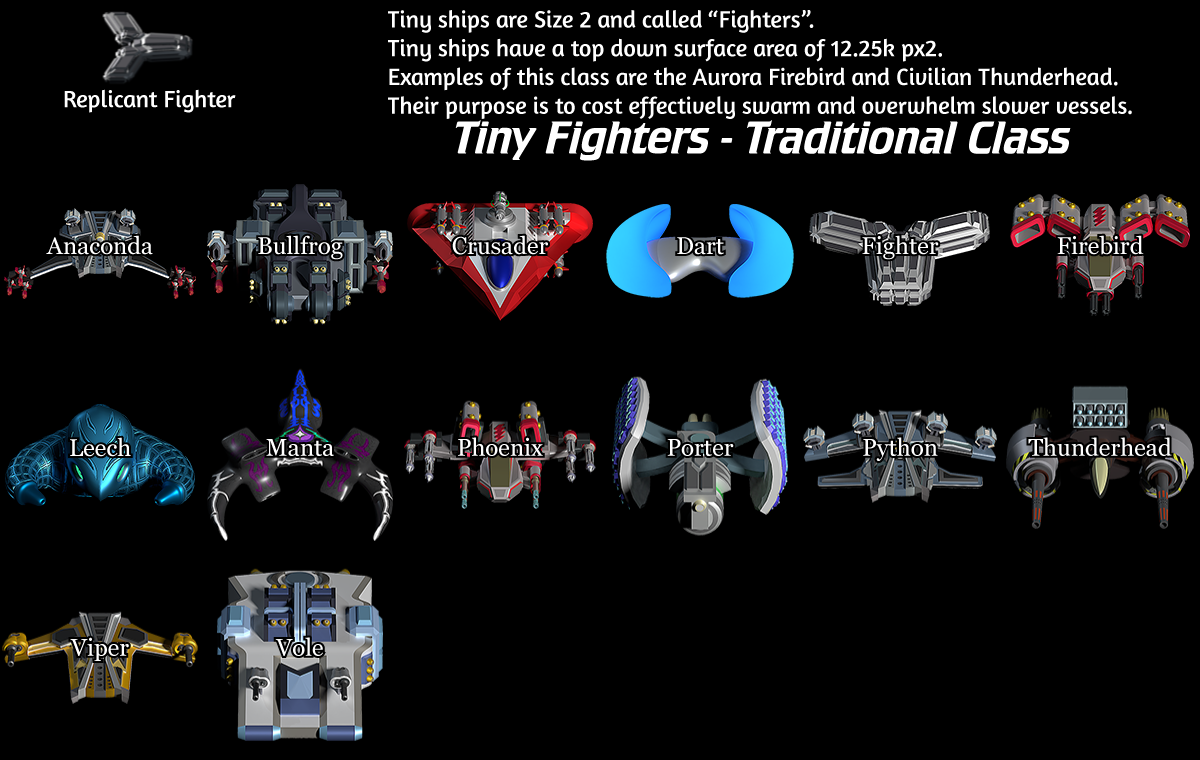 Tiny ships are Size 2 and called “Fighters”.
Tiny ships have a top down surface area of 12.25k px2.
Examples of this class are the Aurora Firebird and Civilian Thunderhead.
Their purpose is to cost effectively swarm and overwhelm slower vessels.
Replicant Fighter
Tiny Fighters - Traditional Class
Anaconda
Bullfrog
Crusader
Dart
Fighter
Firebird
Leech
Manta
Phoenix
Porter
Python
Thunderhead
Viper
Vole